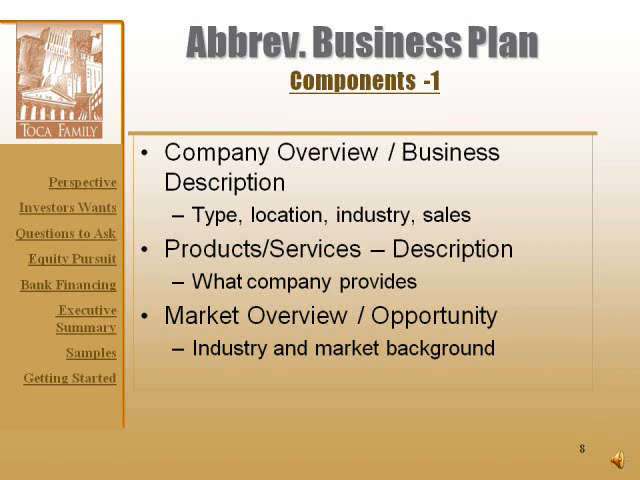 Abbrev. Business Plan
Components -1
TOCA FAMILY
Perspective
Investors Wants
Questions to Ask
Equity Pursuit
Bank Financing
Executive
Summary
Samples
Getting Started
• Company Overview / Business
Description
– Type, location, industry, sales
• Products/Services – Description
– What company provides
• Market Overview / Opportunity
– Industry and market background
8